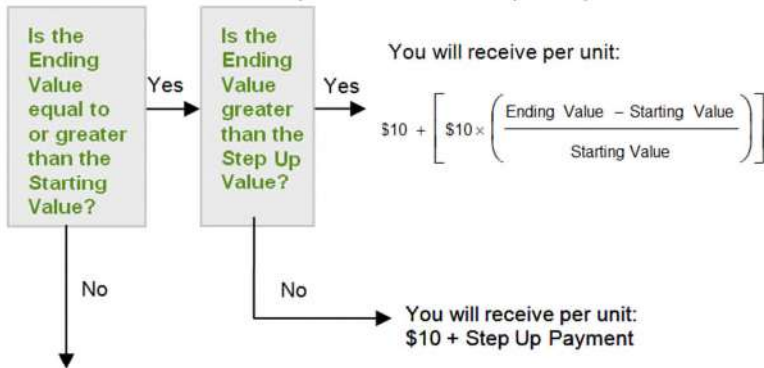 Is the
Ending
Value
equal to
or greater
than the
Starting
Value?
Yes
Is the
Ending
Value
greater
than the
Step Up
Value?
Yes
You will receive per unit:
$10 + [ $10 × ( Ending Value – Starting Value / Starting Value ) ]
No
No
You will receive per unit:
$10 + Step Up Payment